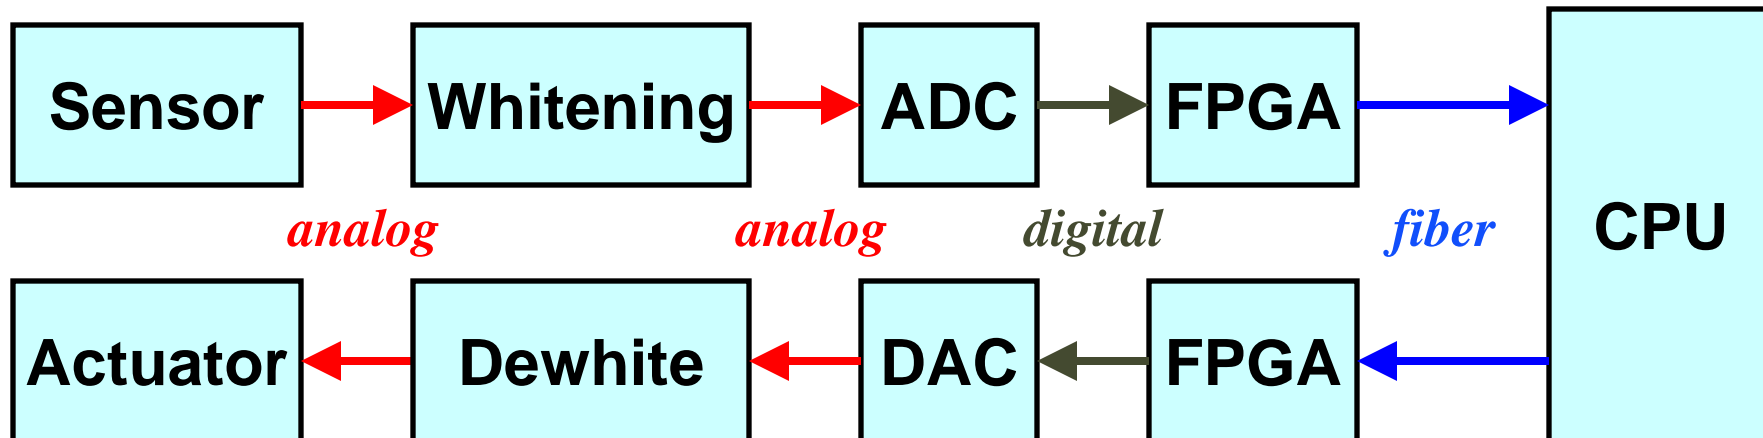 Sensor Whitening ADC FPGA
analog analog digital fiber CPU
Actuator Dewhite DAC FPGA